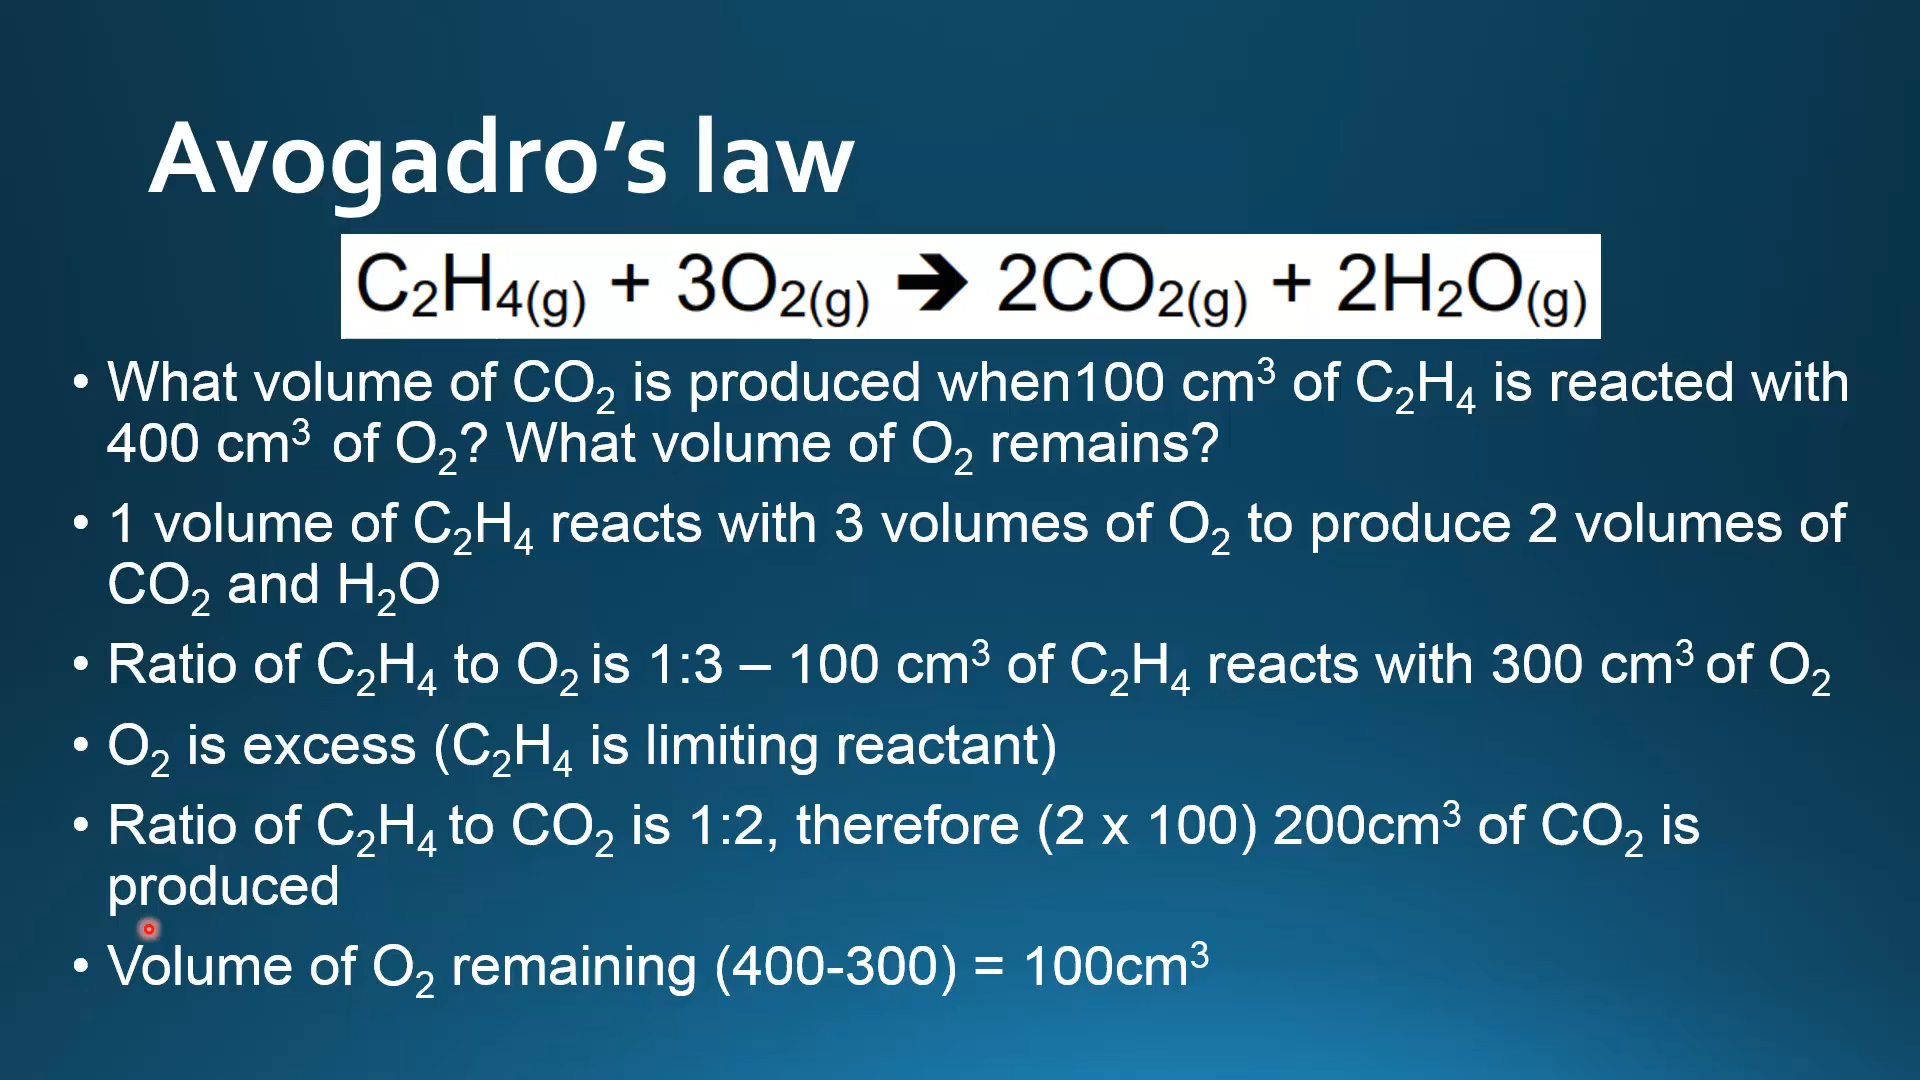 Avogadro’s law
C₂H₄(g) + 3O₂(g) ➔ 2CO₂(g) + 2H₂O(g)
• What volume of CO₂ is produced when100 cm³ of C₂H₄ is reacted with
400 cm³ of O₂? What volume of O₂ remains?
• 1 volume of C₂H₄ reacts with 3 volumes of O₂ to produce 2 volumes of
CO₂ and H₂O
• Ratio of C₂H₄ to O₂ is 1:3 – 100 cm³ of C₂H₄ reacts with 300 cm³ of O₂
• O₂ is excess (C₂H₄ is limiting reactant)
• Ratio of C₂H₄ to CO₂ is 1:2, therefore (2 x 100) 200cm³ of CO₂ is
produced
• Volume of O₂ remaining (400-300) = 100cm³